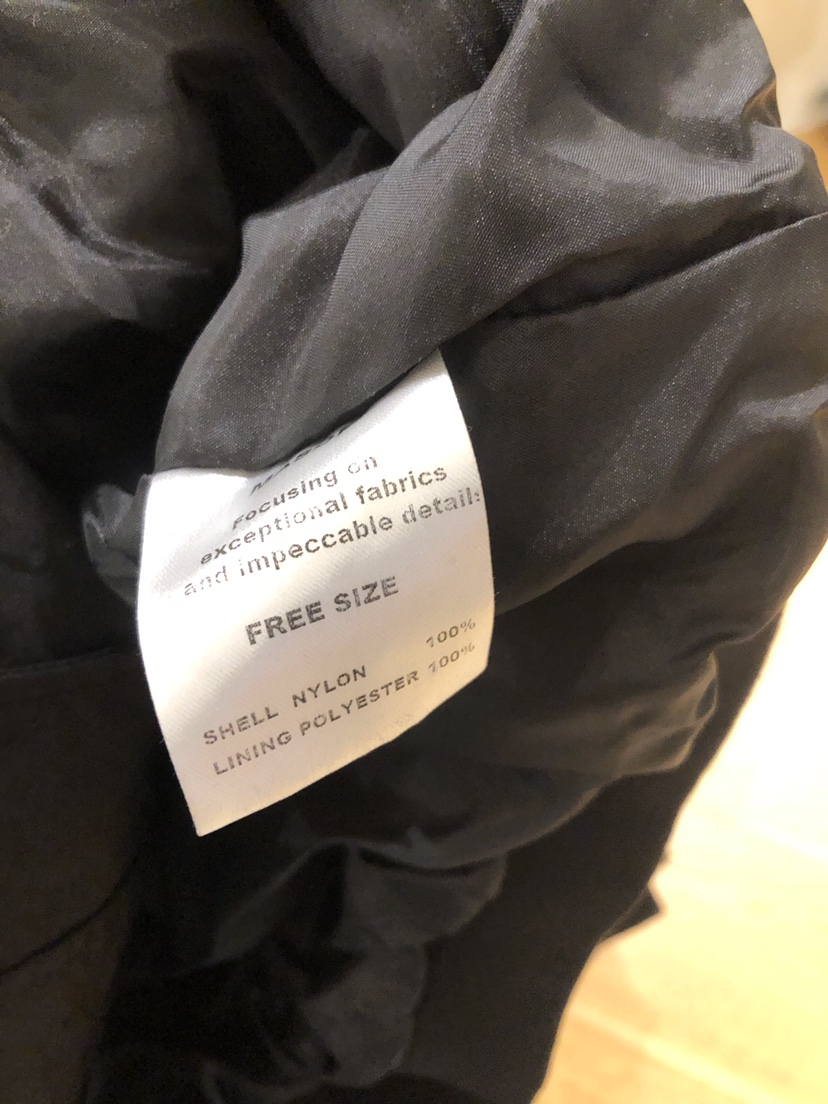 Focusing on
exceptional fabrics
and impeccable details
FREE SIZE
100%
SHELL NYLON
LINING POLYESTER 100%